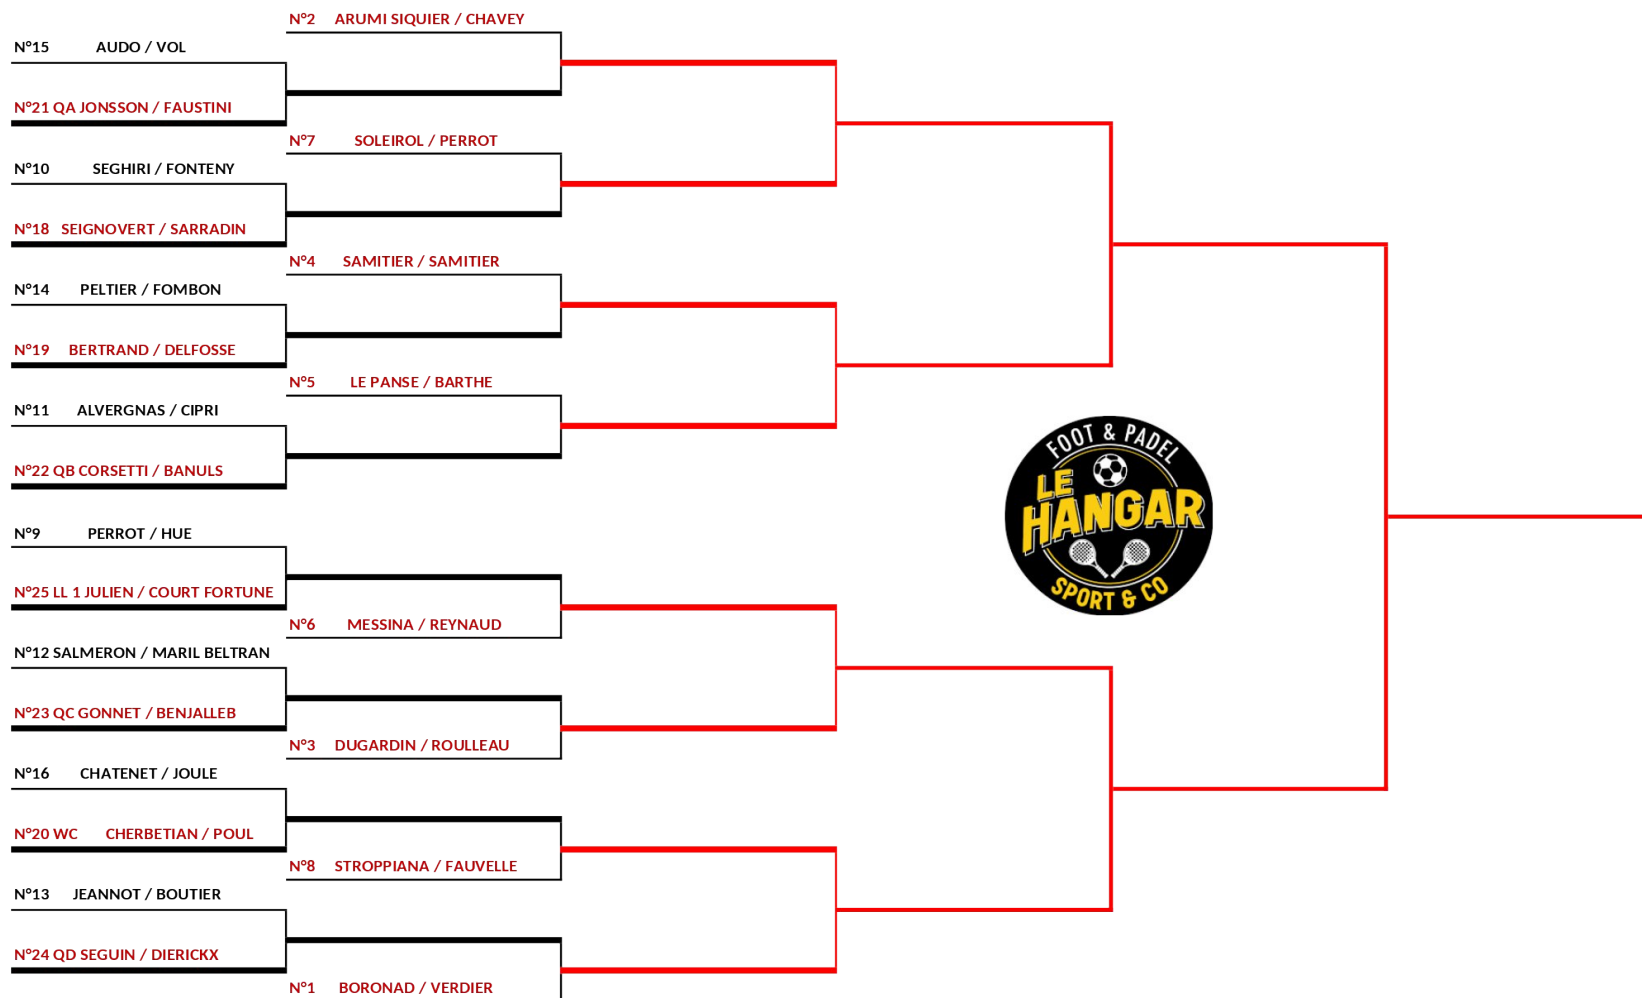 N°2 ARUMI SIQUIER / CHAVEY
N°15 AUDO / VOL
N°21 QA JONSSON / FAUSTINI
N°7 SOLEIROL / PERROT
N°10 SEGHIRI / FONTENY
N°18 SEIGNOVERT / SARRADIN
N°4 SAMITIER / SAMITIER
N°14 PELTIER / FOMBON
N°19 BERTRAND / DELFOSSE
N°5 LE PANSE / BARTHE
N°11 ALVERGNAS / CIPRI
N°22 QB CORSETTI / BANULS
FOOT & PADEL
LE
HANGAR
SPORT & CO
N°9 PERROT / HUE
N°25 LL 1 JULIEN / COURT FORTUNE
N°6 MESSINA / REYNAUD
N°12 SALMERON / MARIL BELTRAN
N°23 QC GONNET / BENJALLEB
N°3 DUGARDIN / ROULLEAU
N°16 CHATENET / JOULE
N°20 WC CHERBETIAN / POUL
N°8 STROPPIANA / FAUVELLE
N°13 JEANNOT / BOUTIER
N°24 QD SEGUIN / DIERICKX
N°1 BORONAD / VERDIER